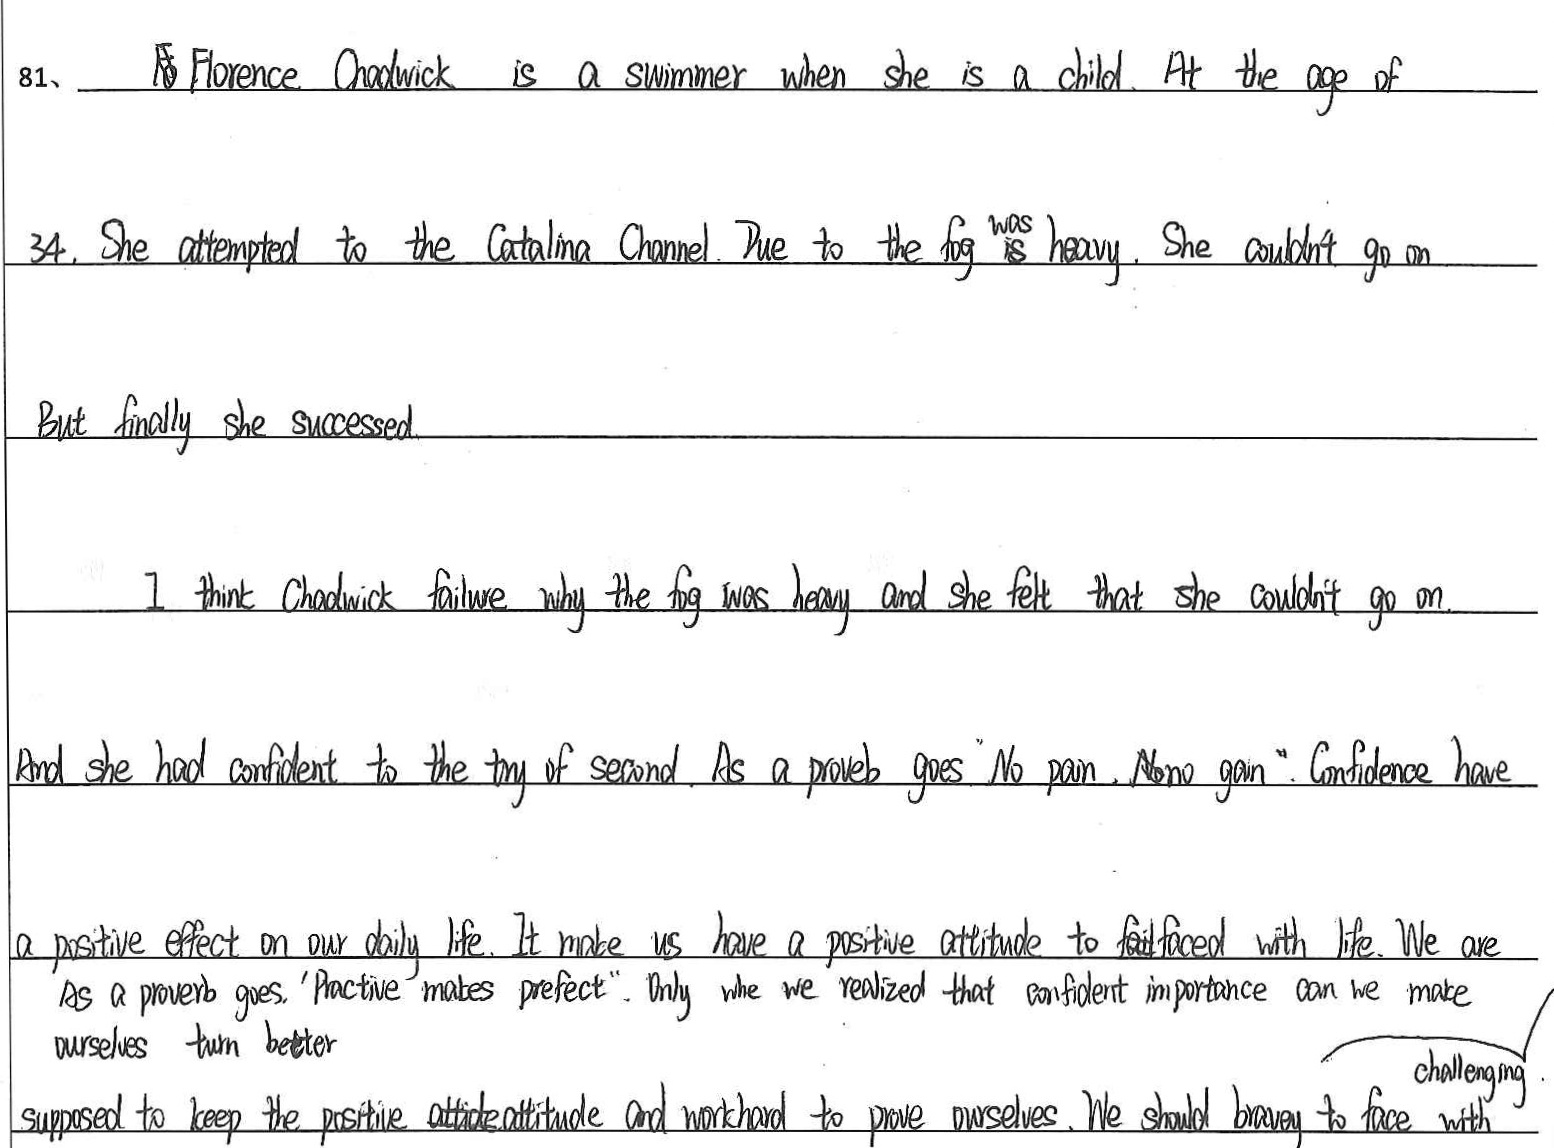 81、 Florence Chadwick is a swimmer when she is a child. At the age of
34. She attempted to the Catalina Channel. Due to the fog was heavy. She couldn't go on
But finally she successed.
I think Chadwick failure why the fog was heavy and she felt that she couldn't go on.
And she had confident to the try of second. As a proveb goes "No pain. no gain". Confidence have
a positive effect on our daily life. It make us have a positive attitude to faced with life. We are
As a proverb goes. "Practive makes prefect". Only whe we realized that confident importance can we make
ourselves turn better
challenging.
supposed to keep the positive attitude and workhard to prove ourselves. We should bravey to face with